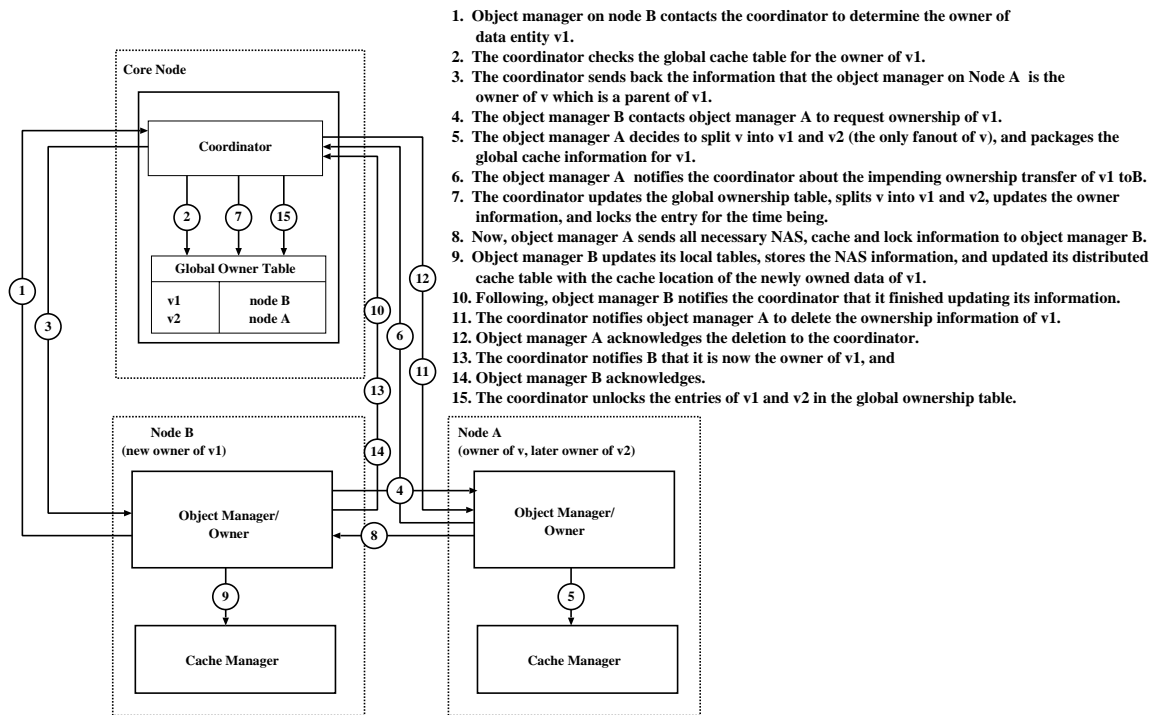 1. Object manager on node B contacts the coordinator to determine the owner of
data entity v1.
2. The coordinator checks the global cache table for the owner of v1.
3. The coordinator sends back the information that the object manager on Node A is the
owner of v which is a parent of v1.
4. The object manager B contacts object manager A to request ownership of v1.
5. The object manager A decides to split v into v1 and v2 (the only fanout of v), and packages the
global cache information for v1.
6. The object manager A notifies the coordinator about the impending ownership transfer of v1 toB.
7. The coordinator updates the global ownership table, splits v into v1 and v2, updates the owner
information, and locks the entry for the time being.
8. Now, object manager A sends all necessary NAS, cache and lock information to object manager B.
9. Object manager B updates its local tables, stores the NAS information, and updated its distributed
cache table with the cache location of the newly owned data of v1.
10. Following, object manager B notifies the coordinator that it finished updating its information.
11. The coordinator notifies object manager A to delete the ownership information of v1.
12. Object manager A acknowledges the deletion to the coordinator.
13. The coordinator notifies B that it is now the owner of v1, and
14. Object manager B acknowledges.
15. The coordinator unlocks the entries of v1 and v2 in the global ownership table.
Core Node
Coordinator
2
7
15
Global Owner Table
v1 node B
v2 node A
1
3
12
10
6
11
13
14
Node B
(new owner of v1)
Node A
(owner of v, later owner of v2)
4
Object Manager/
Owner
Object Manager/
Owner
8
9
5
Cache Manager
Cache Manager